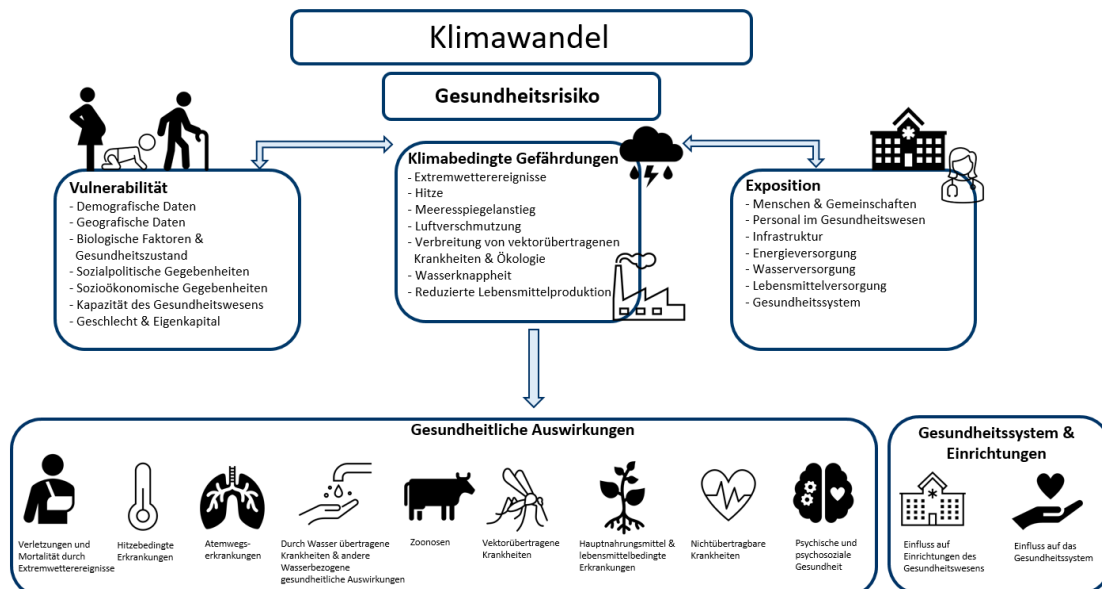 Klimawandel
Gesundheitsrisiko
Vulnerabilität
- Demografische Daten
- Geografische Daten
- Biologische Faktoren &
Gesundheitszustand
- Sozialpolitische Gegebenheiten
- Sozioökonomische Gegebenheiten
- Kapazität des Gesundheitswesens
- Geschlecht & Eigenkapital
Klimabedingte Gefährdungen
- Extremwetterereignisse
- Hitze
- Meeresspiegelanstieg
- Luftverschmutzung
- Verbreitung von vektorübertragenen
Krankheiten & Ökologie
- Wasserknappheit
- Reduzierte Lebensmittelproduktion
Exposition
- Menschen & Gemeinschaften
- Personal im Gesundheitswesen
- Infrastruktur
- Energieversorgung
- Wasserversorgung
- Lebensmittelversorgung
- Gesundheitssystem
Gesundheitliche Auswirkungen
Verletzungen und
Mortalität durch
Extremwetterereignisse
Hitzebedingte
Erkrankungen
Atemwegs-
erkrankungen
Durch Wasser übertragene
Krankheiten & andere
Wasserbezogene
gesundheitliche Auswirkungen
Zoonosen
Vektorübertragene
Krankheiten
Hauptnahrungsmittel &
lebensmittelbedingte
Erkrankungen
Nichtübertragbare
Krankheiten
Psychische und
psychosoziale
Gesundheit
Gesundheitssystem &
Einrichtungen
Einfluss auf
Einrichtungen des
Gesundheitswesens
Einfluss auf das
Gesundheitssystem